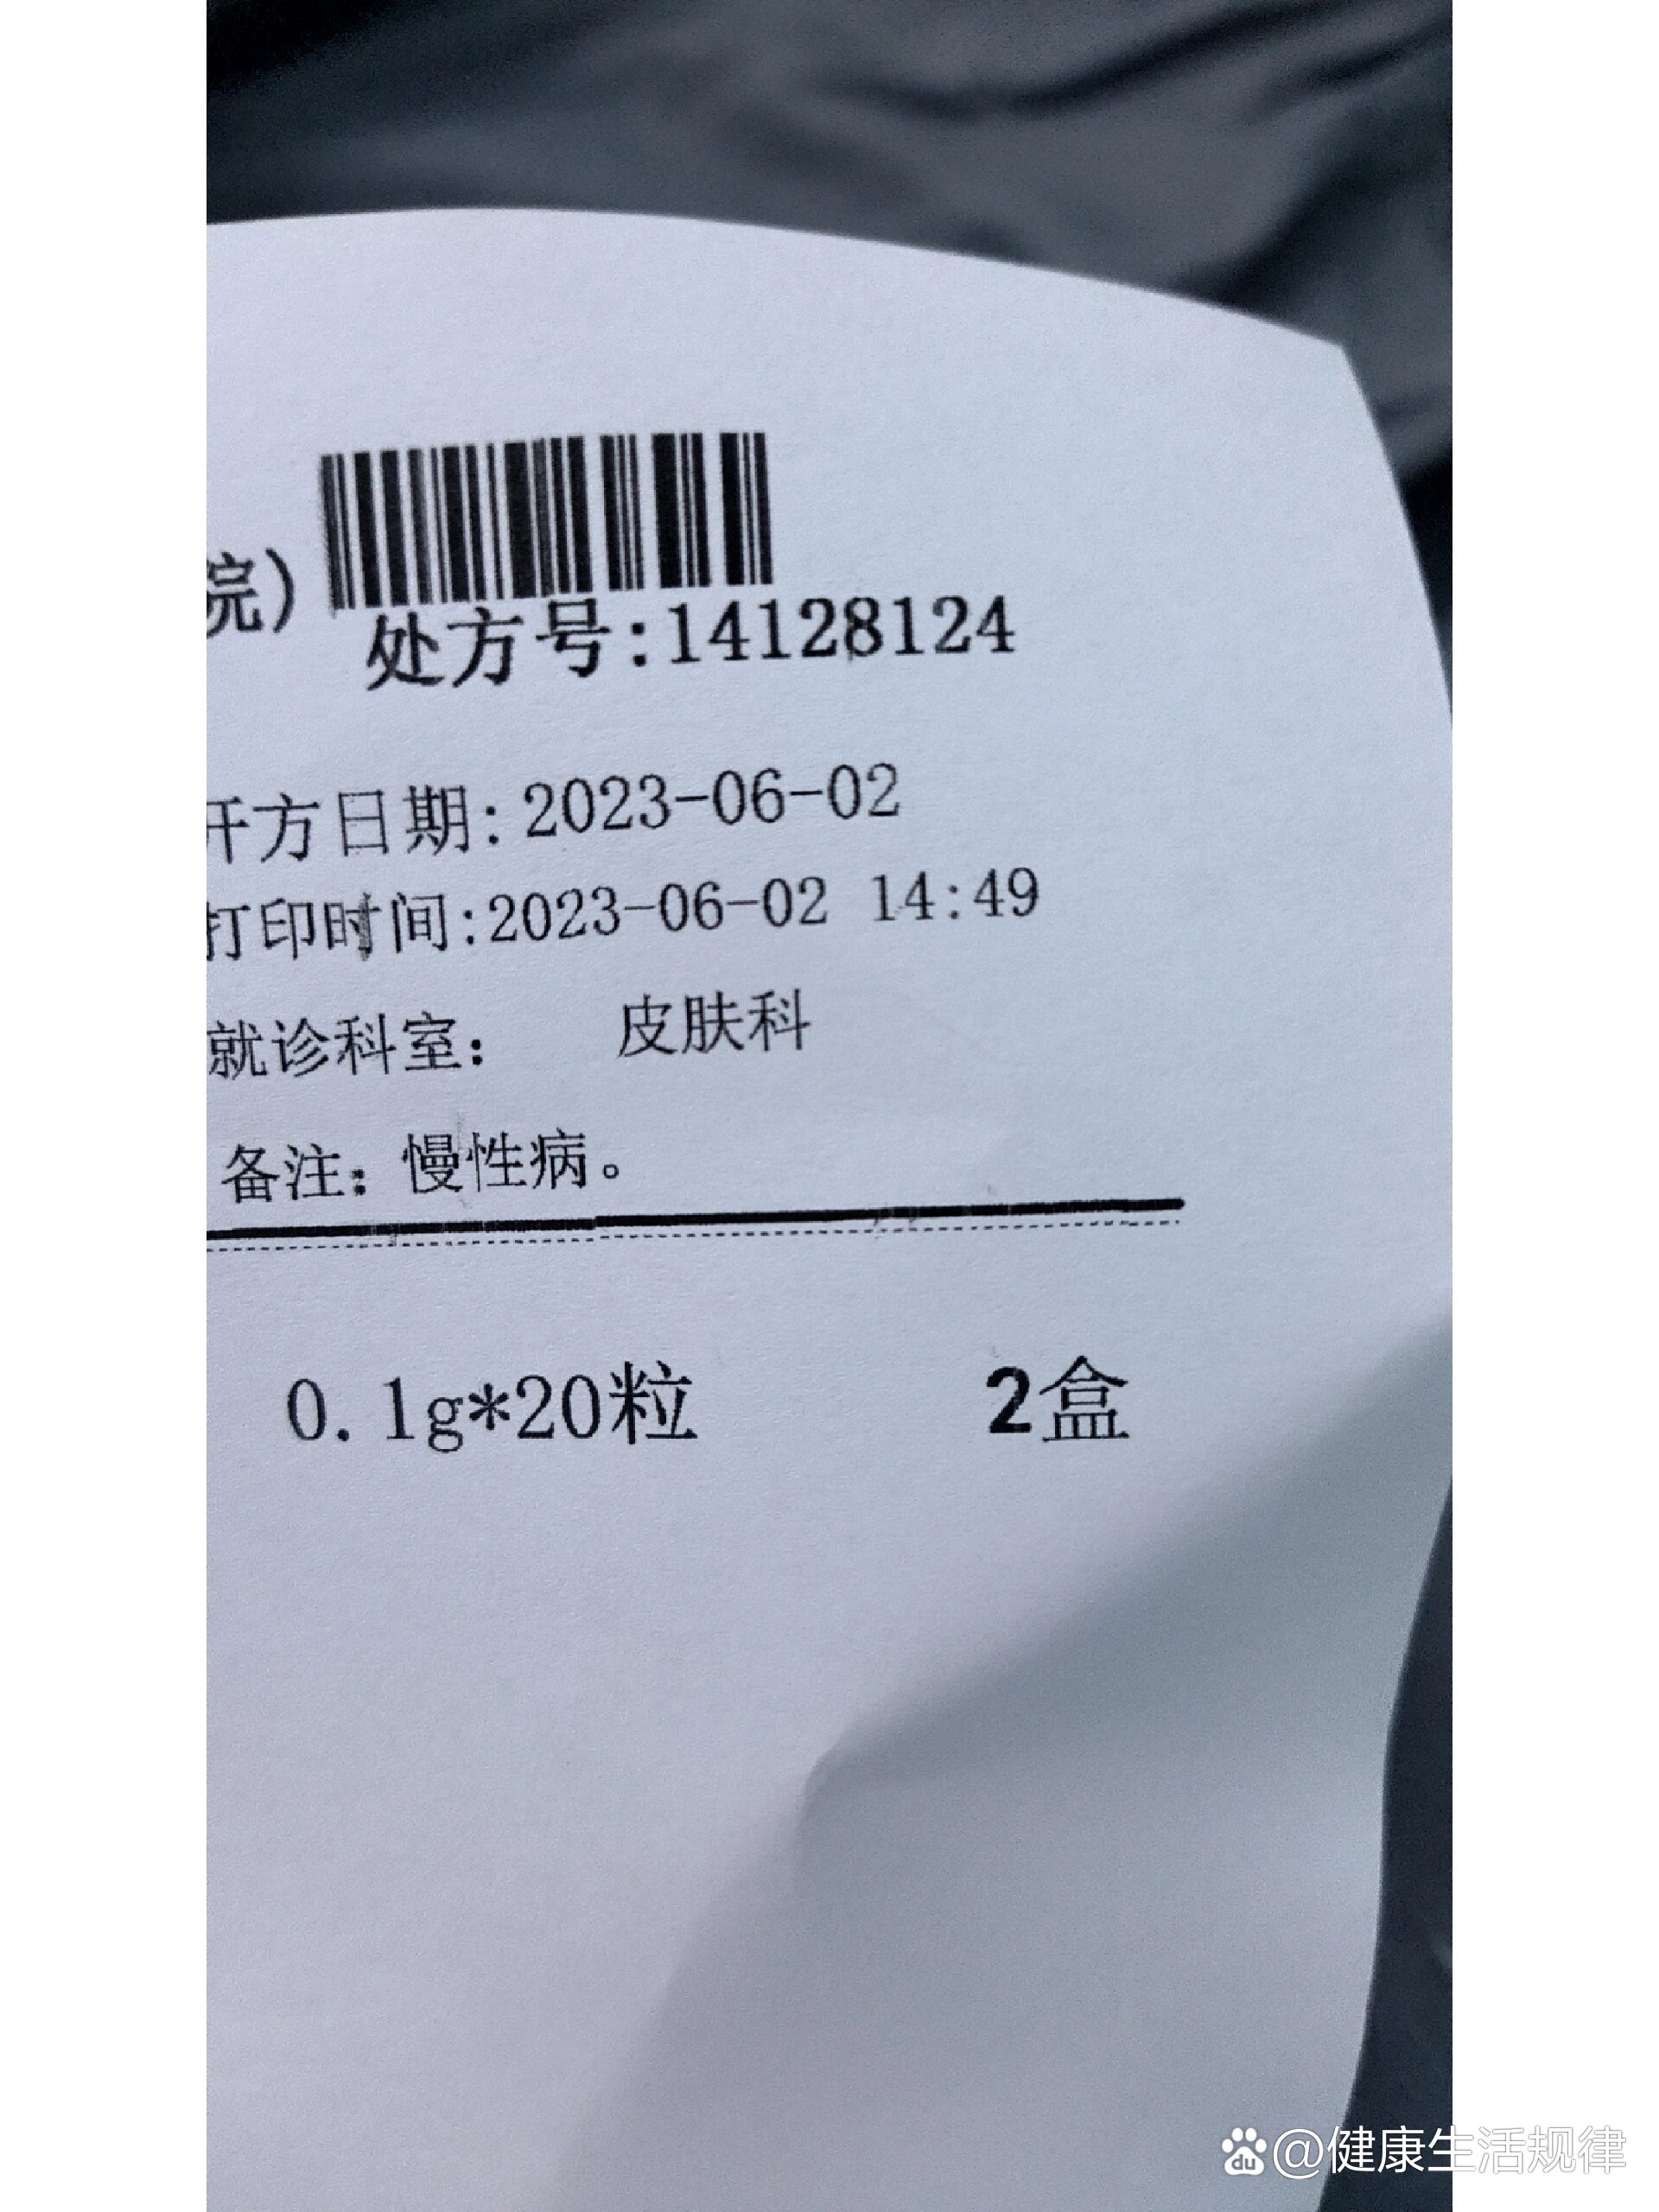 院)
处方号:14128124
开方日期:2023-06-02
打印时间:2023-06-02 14:49
就诊科室： 皮肤科
备注：慢性病。
0.1g*20粒 2盒
du @健康生活规律